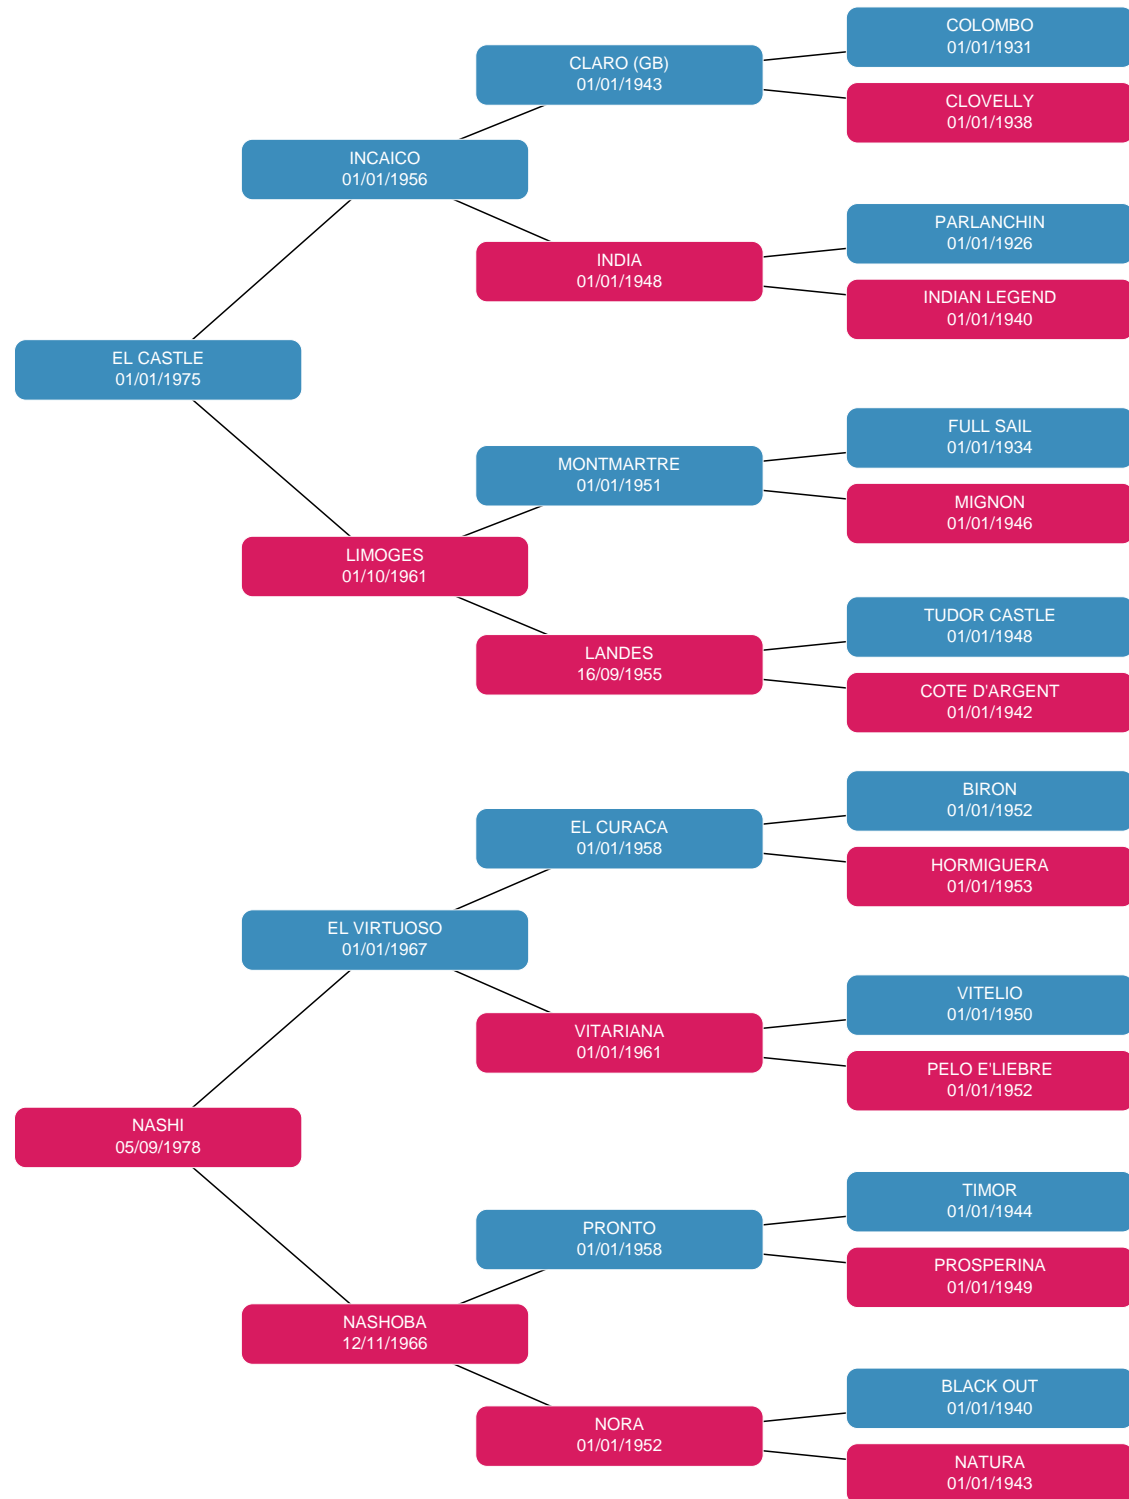 COLOMBO
01/01/1931
CLARO (GB)
01/01/1943
CLOVELLY
01/01/1938
INCAICO
01/01/1956
PARLANCHIN
01/01/1926
INDIA
01/01/1948
INDIAN LEGEND
01/01/1940
EL CASTLE
01/01/1975
FULL SAIL
01/01/1934
MONTMARTRE
01/01/1951
MIGNON
01/01/1946
LIMOGES
01/10/1961
TUDOR CASTLE
01/01/1948
LANDES
16/09/1955
COTE D'ARGENT
01/01/1942
BIRON
01/01/1952
EL CURACA
01/01/1958
HORMIGUERA
01/01/1953
EL VIRTUOSO
01/01/1967
VITELIO
01/01/1950
VITARIANA
01/01/1961
PELO E'LIEBRE
01/01/1952
NASHI
05/09/1978
TIMOR
01/01/1944
PRONTO
01/01/1958
PROSPERINA
01/01/1949
NASHOBA
12/11/1966
BLACK OUT
01/01/1940
NORA
01/01/1952
NATURA
01/01/1943